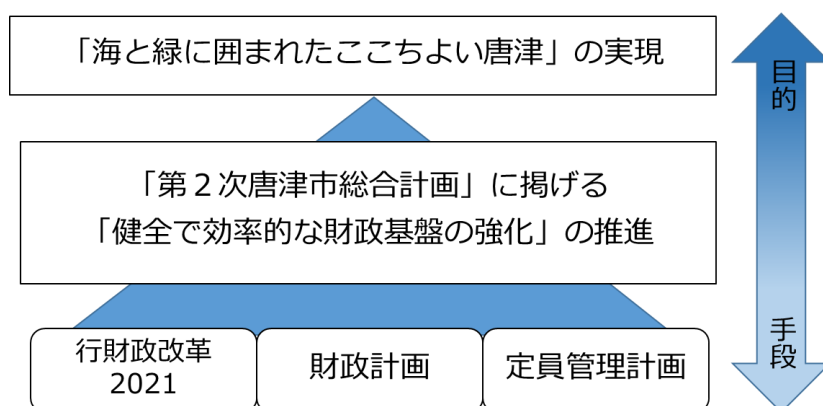 「海と緑に囲まれたここちよい唐津」の実現
目的
「第２次唐津市総合計画」に掲げる
「健全で効率的な財政基盤の強化」の推進
行財政改革
2021
財政計画
定員管理計画
手段